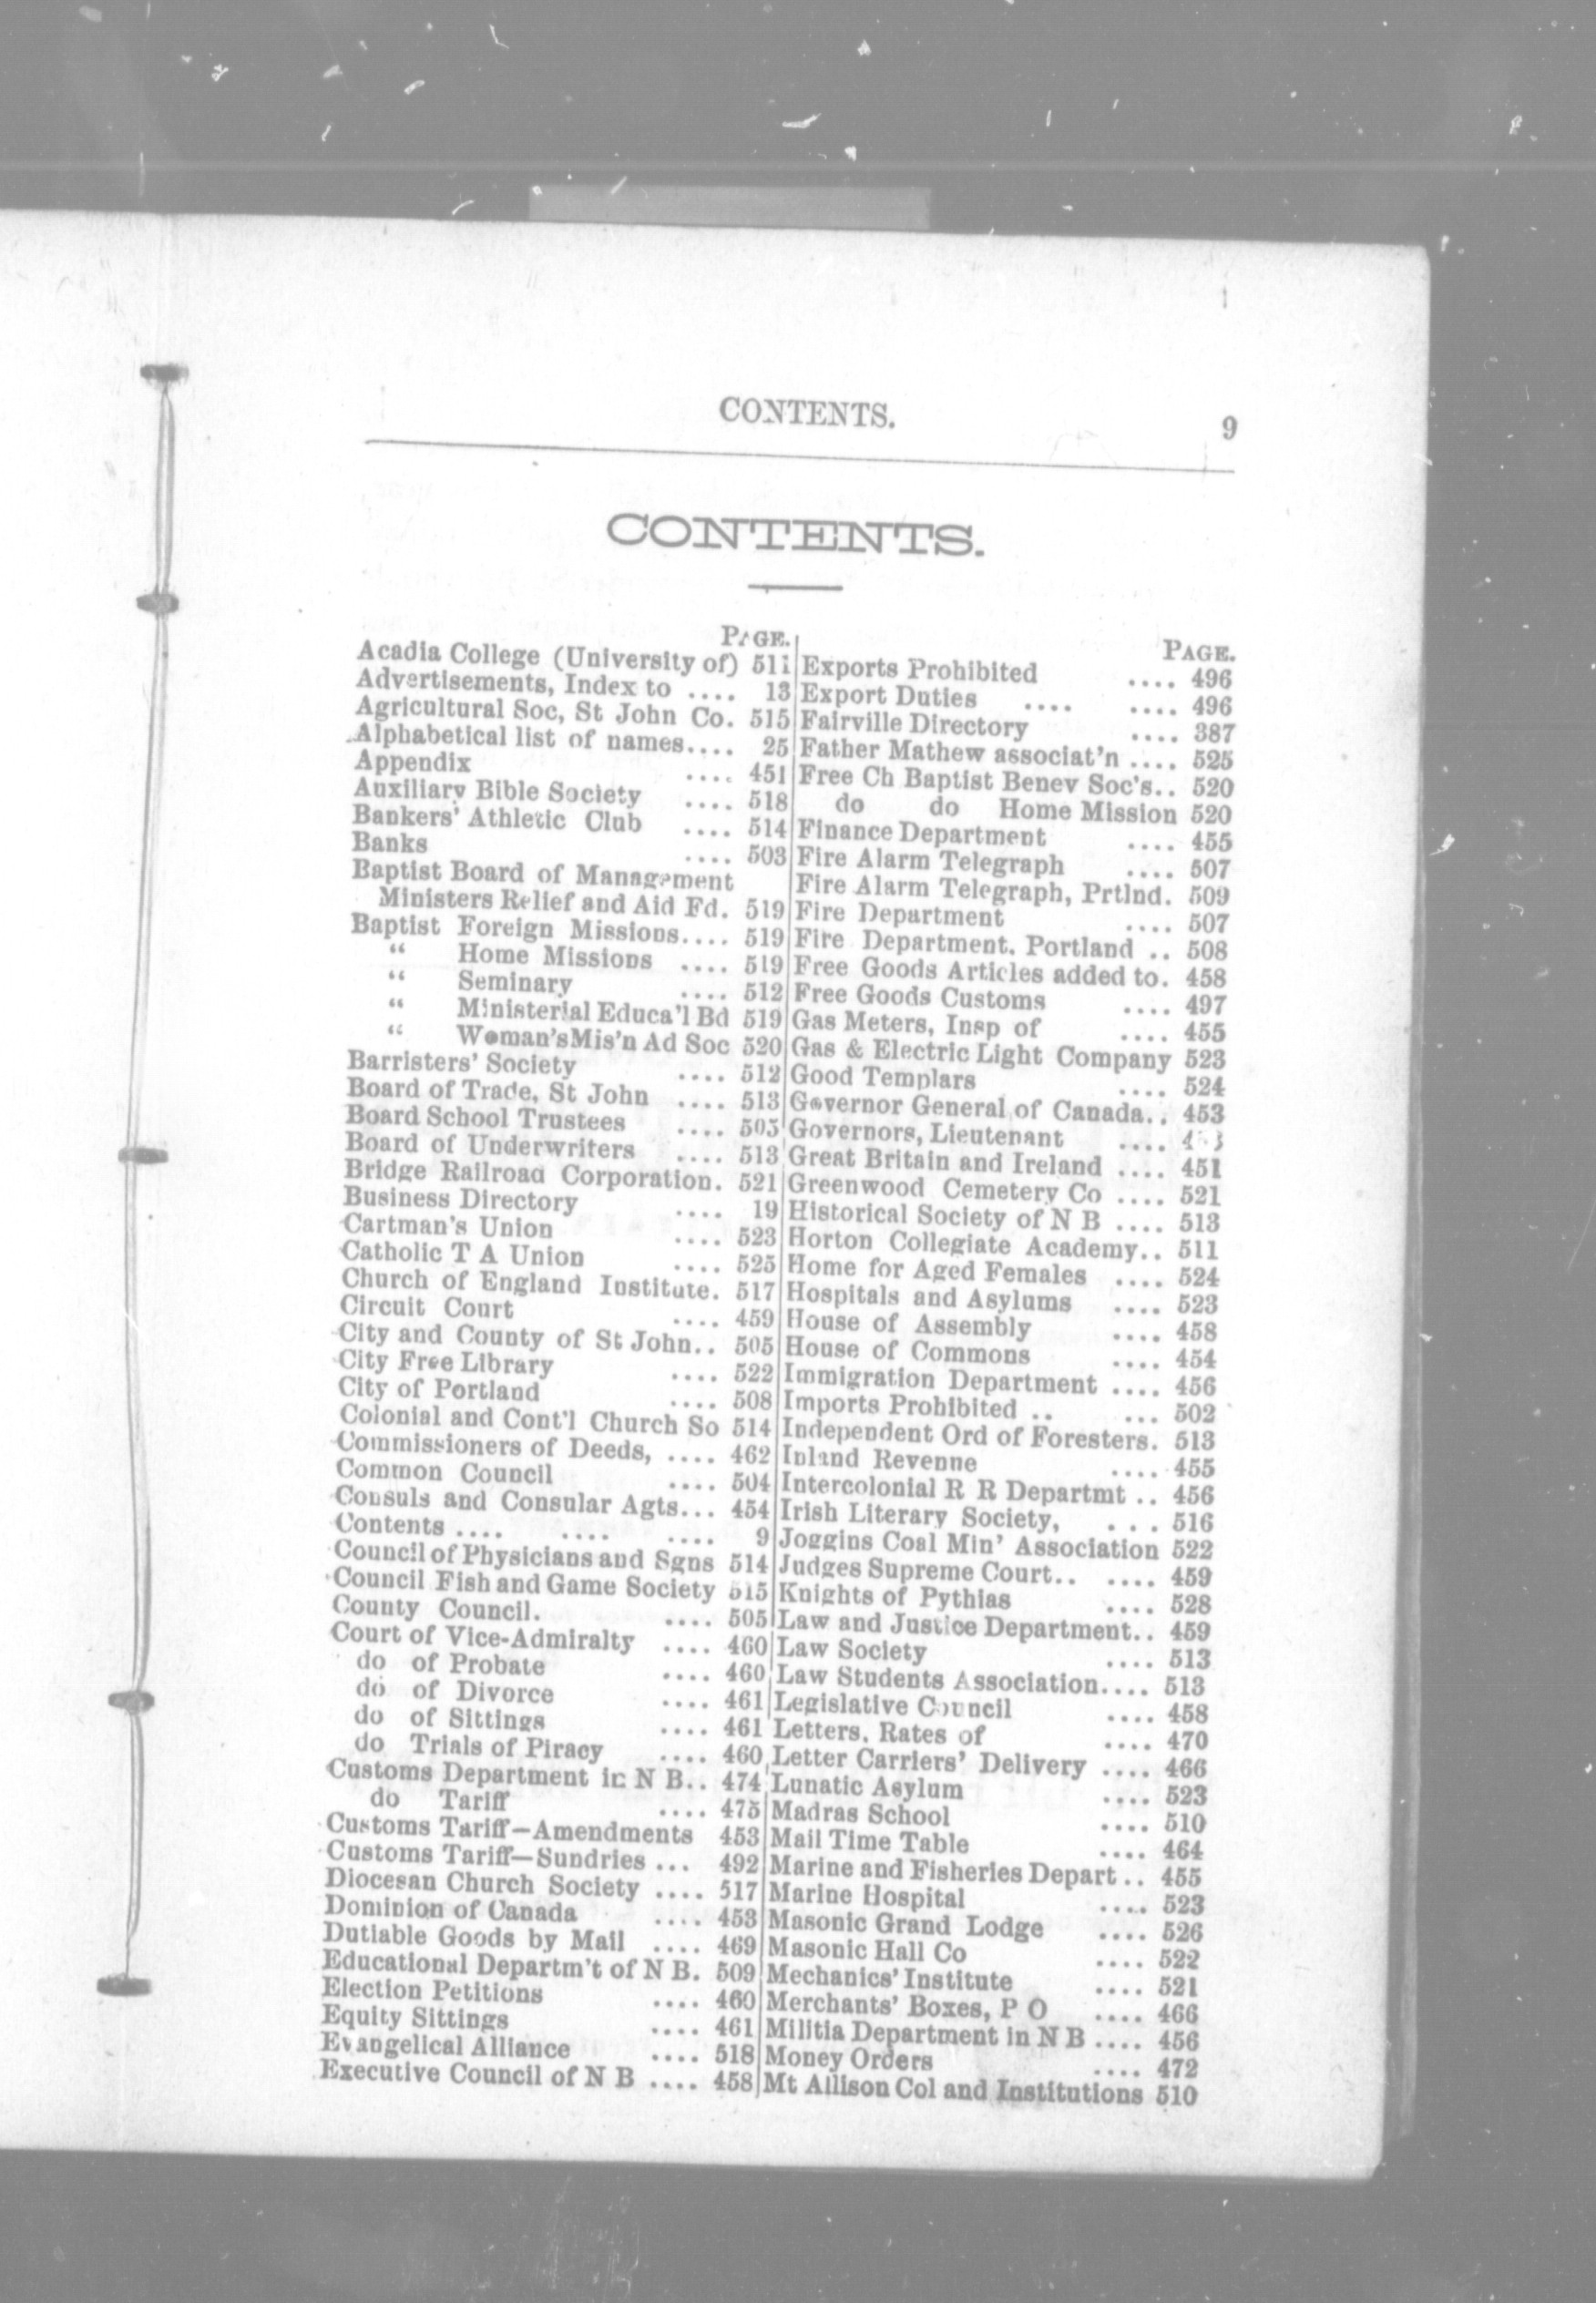 CONTENTS.
9
CONTENTS.
PAGE.
Acadia College (University of) 511
Advertisements, Index to .... 13
Agricultural Soc, St John Co. 515
Alphabetical list of names.... 25
Appendix .... 451
Auxiliary Bible Society .... 518
Bankers' Athletic Club .... 514
Banks .... 503
Baptist Board of Management
Ministers Relief and Aid Fd. 519
Baptist Foreign Missions.... 519
“ Home Missions .... 519
“ Seminary .... 512
“ Ministerial Educa'l Bd 519
“ Woman'sMis'n Ad Soc 520
Barristers' Society .... 512
Board of Trade, St John .... 513
Board School Trustees .... 505
Board of Underwriters .... 513
Bridge Railroad Corporation. 521
Business Directory .... 19
Cartman's Union .... 523
Catholic T A Union .... 525
Church of England Institute. 517
Circuit Court .... 459
City and County of St John.. 505
City Free Library .... 522
City of Portland .... 508
Colonial and Cont'l Church So 514
Commissioners of Deeds, .... 462
Common Council .... 504
Consuls and Consular Agts... 454
Contents .... .... .... 9
Council of Physicians and Sgns 514
Council Fish and Game Society 515
County Council. .... 505
Court of Vice-Admiralty .... 460
do of Probate .... 460
do of Divorce .... 461
do of Sittings .... 461
do Trials of Piracy .... 460
Customs Department in N B.. 474
do Tariff .... 475
Customs Tariff—Amendments 453
Customs Tariff—Sundries ... 492
Diocesan Church Society .... 517
Dominion of Canada .... 453
Dutiable Goods by Mail .... 469
Educational Departm't of N B. 509
Election Petitions .... 460
Equity Sittings .... 461
Evangelical Alliance .... 518
Executive Council of N B .... 458
PAGE.
Exports Prohibited .... 496
Export Duties .... .... 496
Fairville Directory .... 387
Father Mathew associat'n .... 525
Free Ch Baptist Benev Soc's.. 520
do do Home Mission 520
Finance Department .... 455
Fire Alarm Telegraph .... 507
Fire Alarm Telegraph, Prtlnd. 509
Fire Department .... 507
Fire Department. Portland .. 508
Free Goods Articles added to. 458
Free Goods Customs .... 497
Gas Meters, Insp of .... 455
Gas & Electric Light Company 523
Good Templars .... 524
Governor General of Canada.. 453
Governors, Lieutenant ....
Great Britain and Ireland .... 451
Greenwood Cemetery Co .... 521
Historical Society of N B .... 513
Horton Collegiate Academy.. 511
Home for Aged Females .... 524
Hospitals and Asylums .... 523
House of Assembly .... 458
House of Commons .... 454
Immigration Department .... 456
Imports Prohibited .. ... 502
Independent Ord of Foresters. 513
Inland Revenue .... 455
Intercolonial R R Departmt .. 456
Irish Literary Society, ... 516
Joggins Coal Min' Association 522
Judges Supreme Court.. .... 459
Knights of Pythias .... 528
Law and Justice Department.. 459
Law Society .... 513
Law Students Association.... 513
Legislative Council .... 458
Letters. Rates of .... 470
Letter Carriers' Delivery .... 466
Lunatic Asylum .... 523
Madras School .... 510
Mail Time Table .... 464
Marine and Fisheries Depart .. 455
Marine Hospital .... 523
Masonic Grand Lodge .... 526
Masonic Hall Co .... 522
Mechanics' Institute .... 521
Merchants' Boxes, P O .... 466
Militia Department in N B .... 456
Money Orders .... 472
Mt Allison Col and Institutions 510